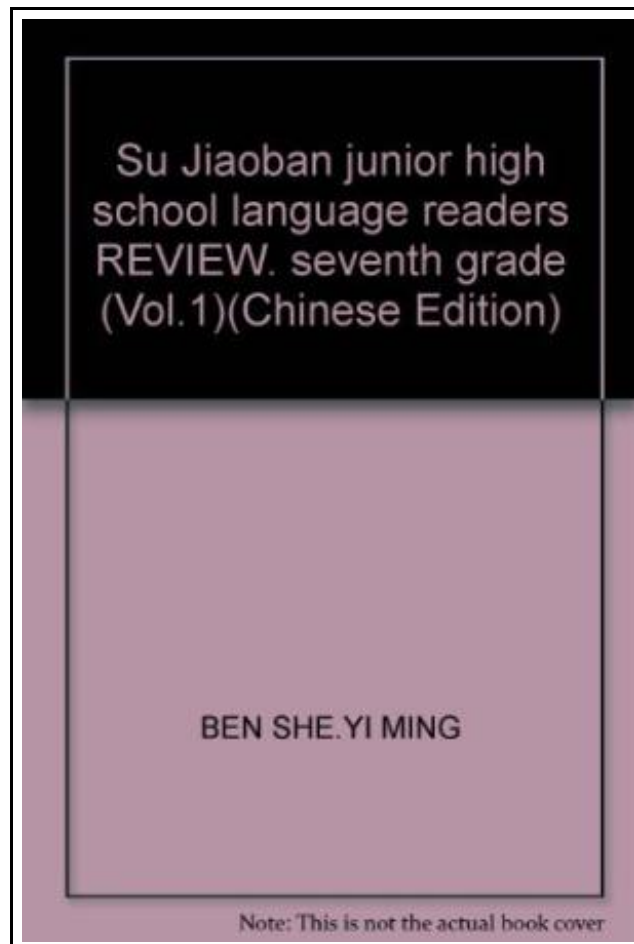 Su Jiaoban junior high
school language readers
REVIEW. seventh grade
(Vol.1)(Chinese Edition)
BEN SHE.YI MING
Note: This is not the actual book cover